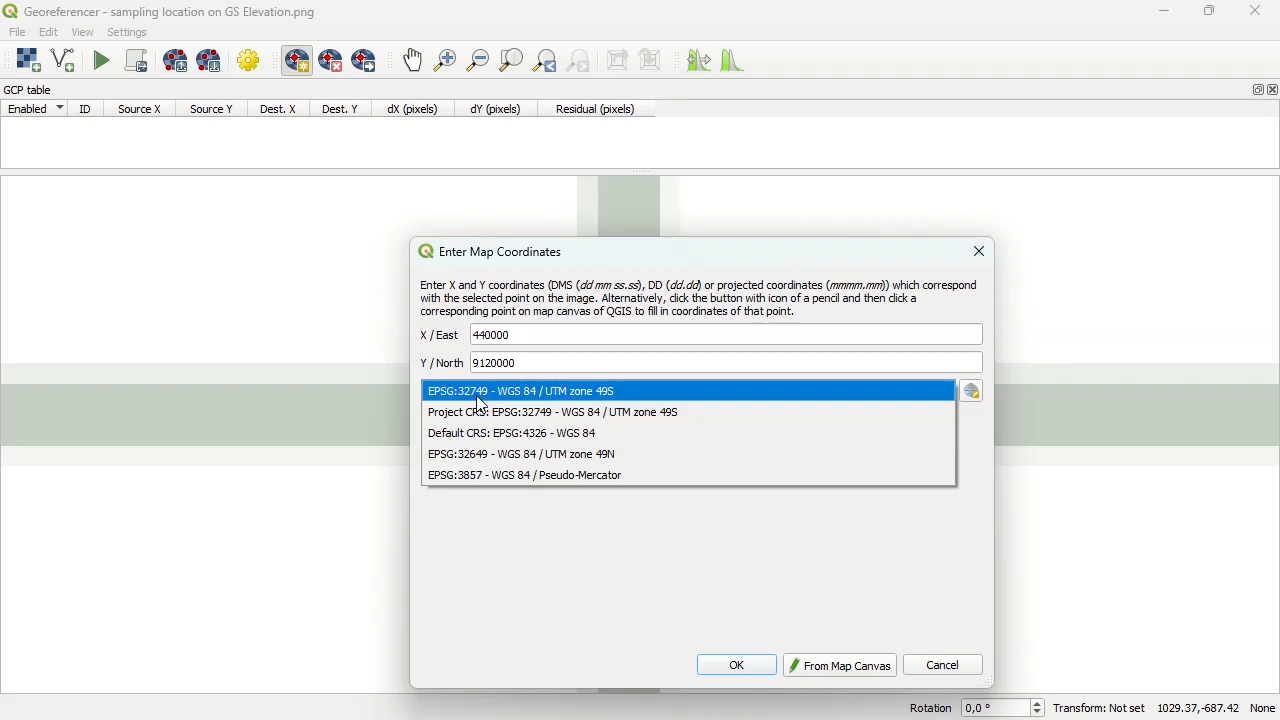 Georeferencer - sampling location on GS Elevation.png
File Edit View Settings
GCP table
Enabled ID Source X Source Y Dest. X Dest. Y dX (pixels) dY (pixels) Residual (pixels)
Enter Map Coordinates
Enter X and Y coordinates (DMS (dd mm ss.ss), DD (dd.dd) or projected coordinates (mmmm.mm)) which correspond
with the selected point on the image. Alternatively, click the button with icon of a pencil and then click a
corresponding point on map canvas of QGIS to fill in coordinates of that point.
X / East 440000
Y / North 9120000
EPSG:32749 - WGS 84 / UTM zone 49S
Project CRS: EPSG:32749 - WGS 84 / UTM zone 49S
Default CRS: EPSG:4326 - WGS 84
EPSG:32649 - WGS 84 / UTM zone 49N
EPSG:3857 - WGS 84 / Pseudo-Mercator
OK From Map Canvas Cancel
Rotation 0,0 ° Transform: Not set 1029.37,-687.42 None